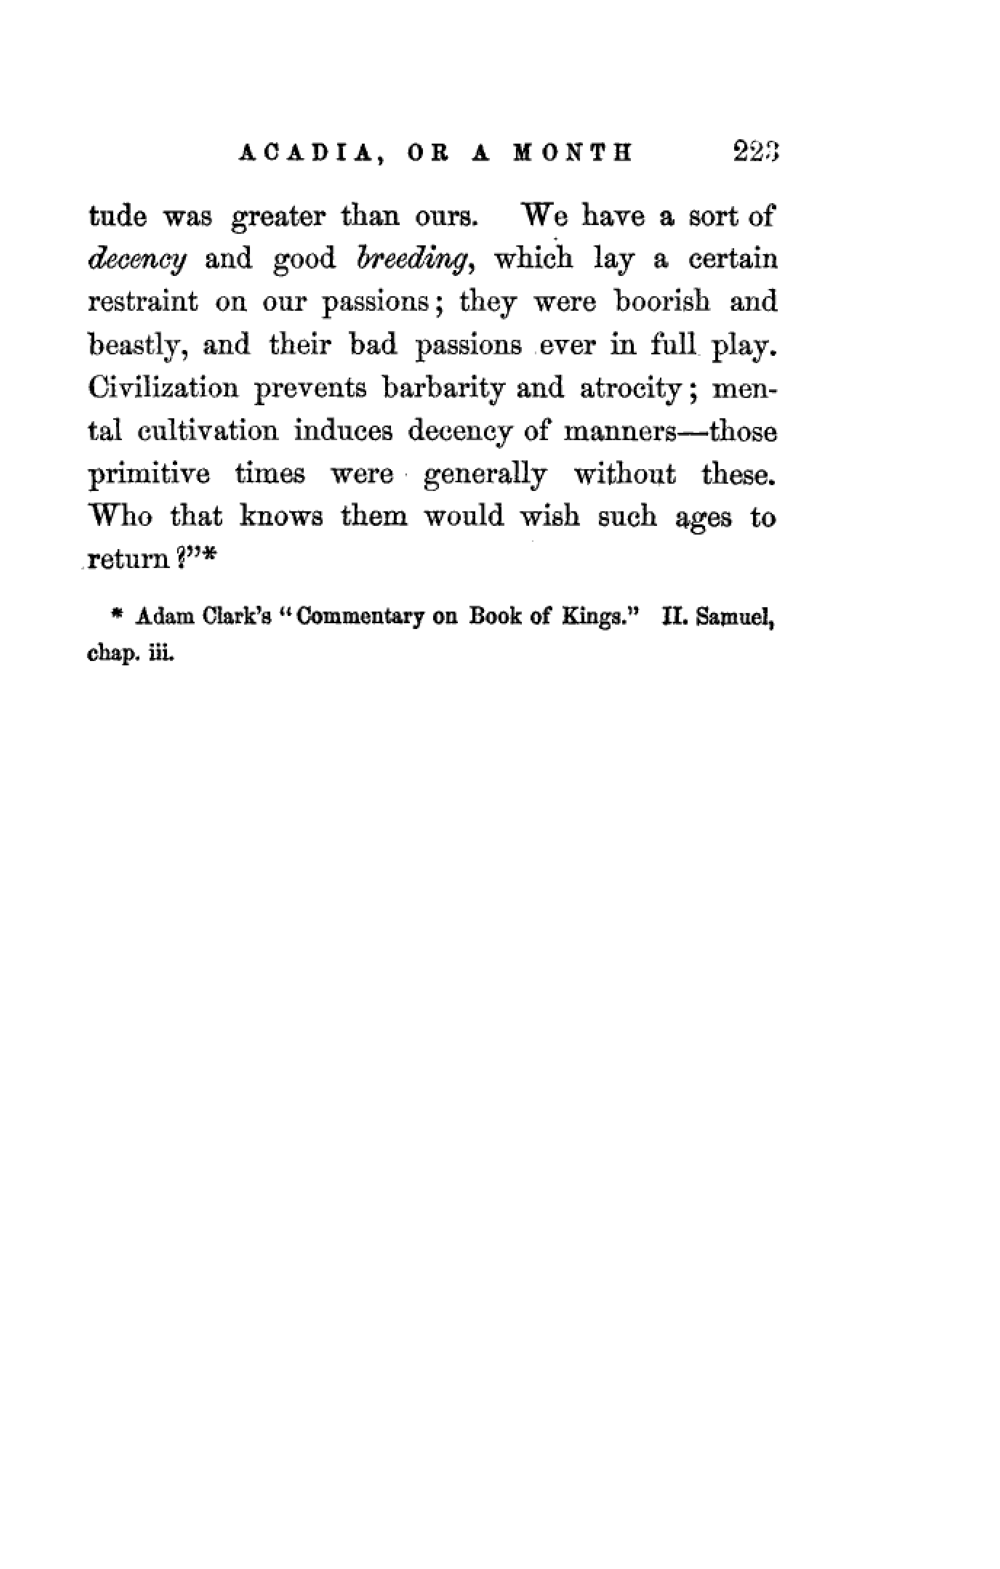 ACADIA, OR A MONTH 223
tude was greater than ours. We have a sort of
decency and good breeding, which lay a certain
restraint on our passions; they were boorish and
beastly, and their bad passions ever in full play.
Civilization prevents barbarity and atrocity; men-
tal cultivation induces decency of manners—those
primitive times were generally without these.
Who that knows them would wish such ages to
return?”*
* Adam Clark’s “Commentary on Book of Kings.” II. Samuel,
chap. iii.